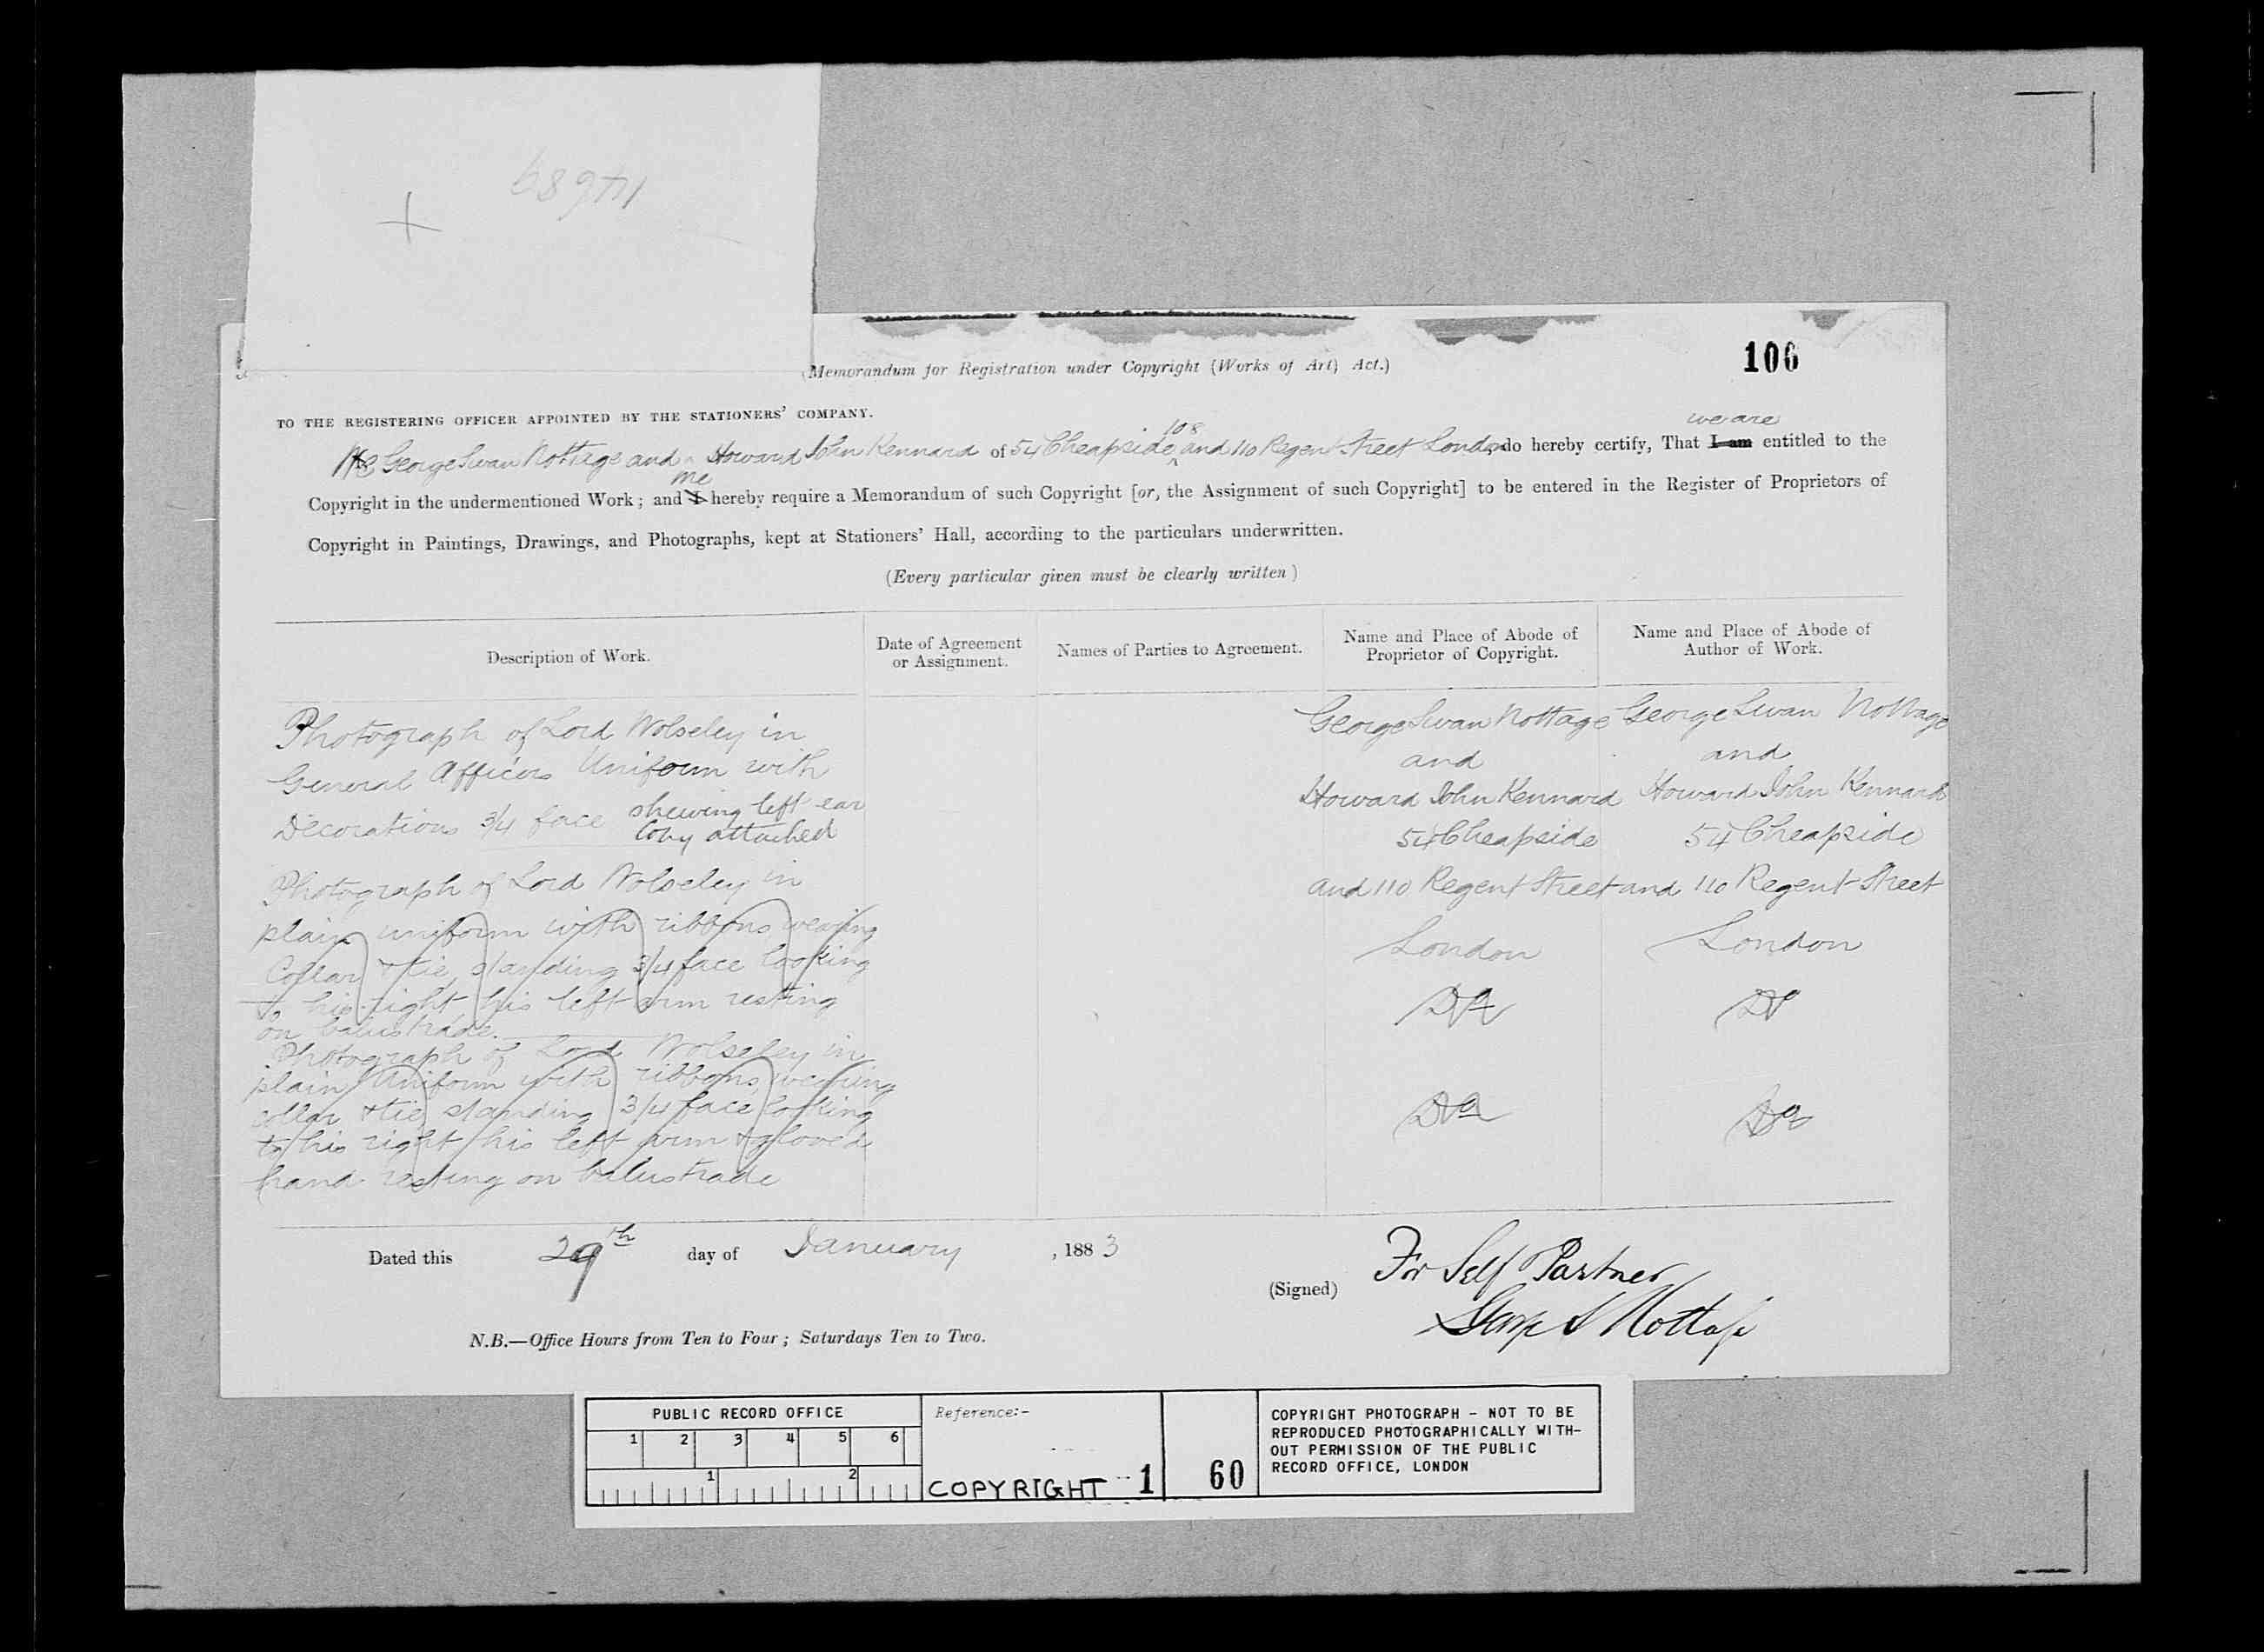 14689
106
(Memorandum for Registration under Copyright (Works of Art) Act.)
TO THE REGISTERING OFFICER APPOINTED BY THE STATIONERS' COMPANY.
we are
108
We George Swan Nottage and Howard John Kennard of 54 Cheapside and 110 Regent Street London do hereby certify, That I am entitled to the
me
Copyright in the undermentioned Work; and I hereby require a Memorandum of such Copyright [or, the Assignment of such Copyright] to be entered in the Register of Proprietors of
Copyright in Paintings, Drawings, and Photographs, kept at Stationers' Hall, according to the particulars underwritten.
(Every particular given must be clearly written)
Description of Work.
Date of Agreement
or Assignment.
Names of Parties to Agreement.
Name and Place of Abode of
Proprietor of Copyright.
Name and Place of Abode of
Author of Work.
Photograph of Lord Wolseley in
General Officers Uniform with
Decorations 3/4 face shewing left ear
Copy attached
Photograph of Lord Wolseley in
plain uniform with ribbons wearing
Collar & tie standing 3/4 face looking
to his right his left arm resting
on balustrade.
Photograph of Lord Wolseley in
plain Uniform with ribbons, wearing
collar & tie standing 3/4 face looking
to his right his left arm & gloved
hand resting on balustrade
George Swan Nottage
and
Howard John Kennard
54 Cheapside
and 110 Regent Street
London
Do
Do
George Swan Nottage
and
Howard John Kennard
54 Cheapside
and 110 Regent Street
London
Do
Do
Dated this 29th day of January, 1883
(Signed)
For Self & Partner
George S Nottage
N.B.—Office Hours from Ten to Four; Saturdays Ten to Two.
PUBLIC RECORD OFFICE
1 2 3 4 5 6
1 2
Reference:-
COPYRIGHT 1
60
COPYRIGHT PHOTOGRAPH - NOT TO BE
REPRODUCED PHOTOGRAPHICALLY WITH-
OUT PERMISSION OF THE PUBLIC
RECORD OFFICE, LONDON